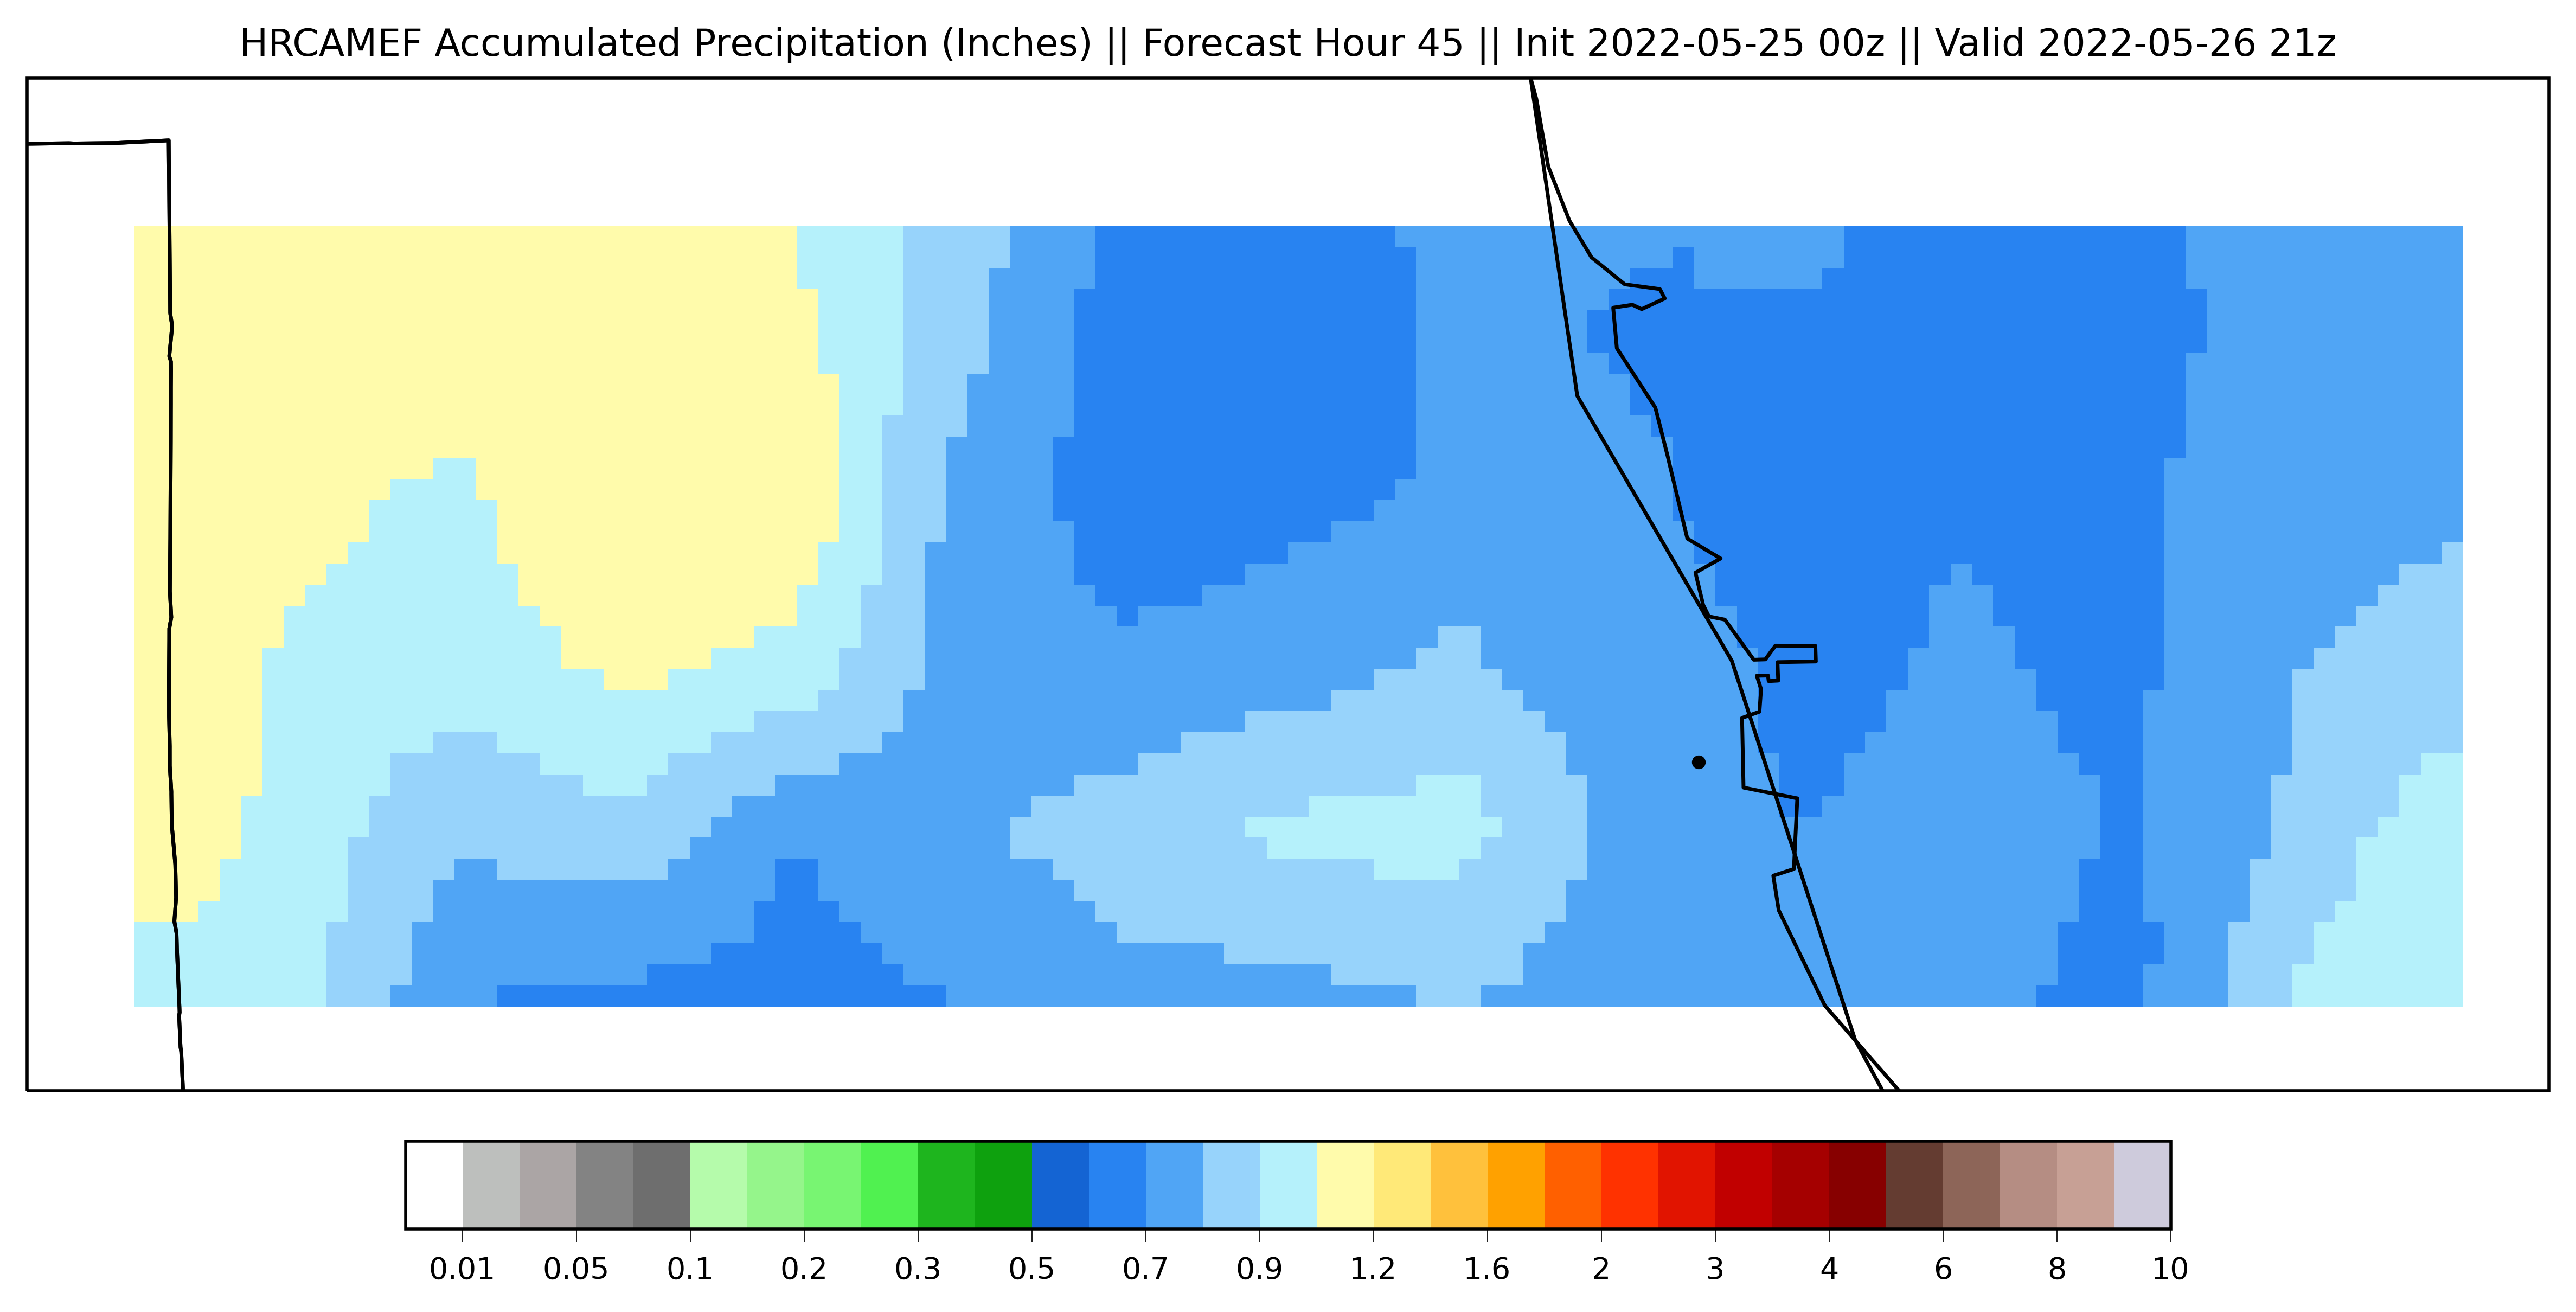 HRCAMEF Accumulated Precipitation (Inches) || Forecast Hour 45 || Init 2022-05-25 00z || Valid 2022-05-26 21z
0.01 0.05 0.1 0.2 0.3 0.5 0.7 0.9 1.2 1.6 2 3 4 6 8 10